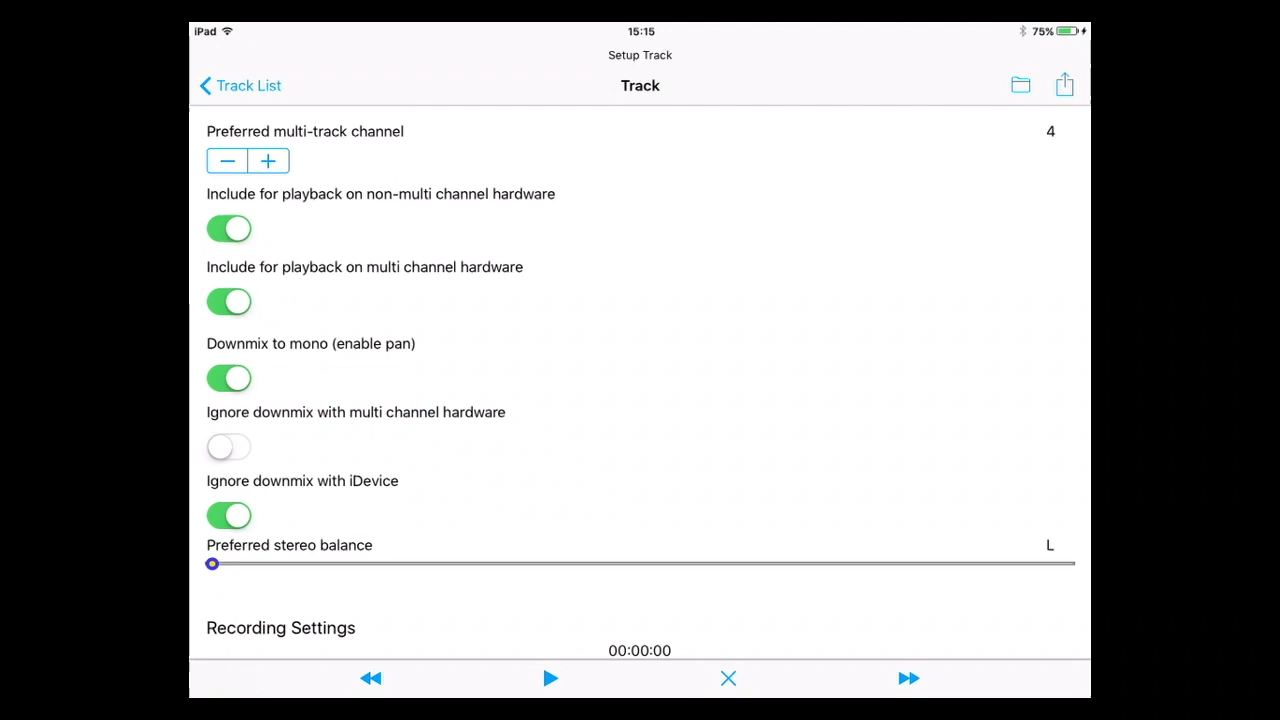 iPad 15:15 75%
Setup Track
Track List Track
Preferred multi-track channel 4
Include for playback on non-multi channel hardware
Include for playback on multi channel hardware
Downmix to mono (enable pan)
Ignore downmix with multi channel hardware
Ignore downmix with iDevice
Preferred stereo balance L
Recording Settings
00:00:00